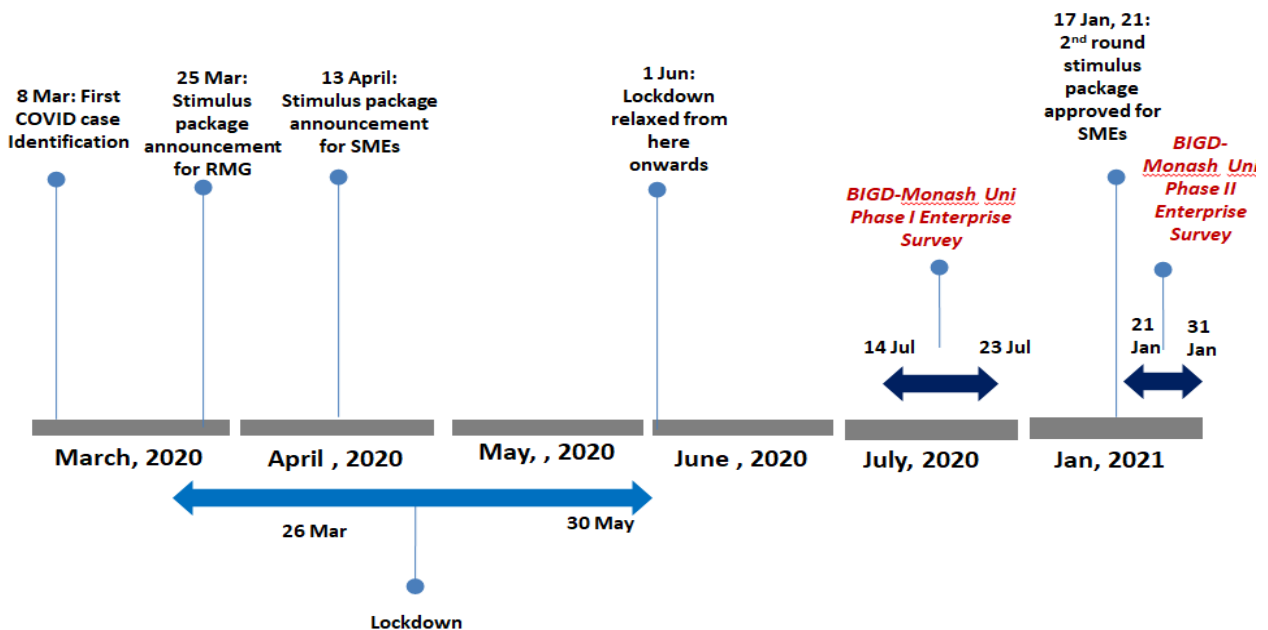 8 Mar: First
COVID case
Identification
25 Mar:
Stimulus
package
announcement
for RMG
13 April:
Stimulus package
announcement
for SMEs
1 Jun:
Lockdown
relaxed from
here
onwards
BIGD-Monash Uni
Phase I Enterprise
Survey
17 Jan, 21:
2nd round
stimulus
package
approved for
SMEs
BIGD-
Monash Uni
Phase II
Enterprise
Survey
14 Jul
23 Jul
21
Jan
31
Jan
March, 2020
April , 2020
May, , 2020
June , 2020
July, 2020
Jan, 2021
26 Mar
30 May
Lockdown